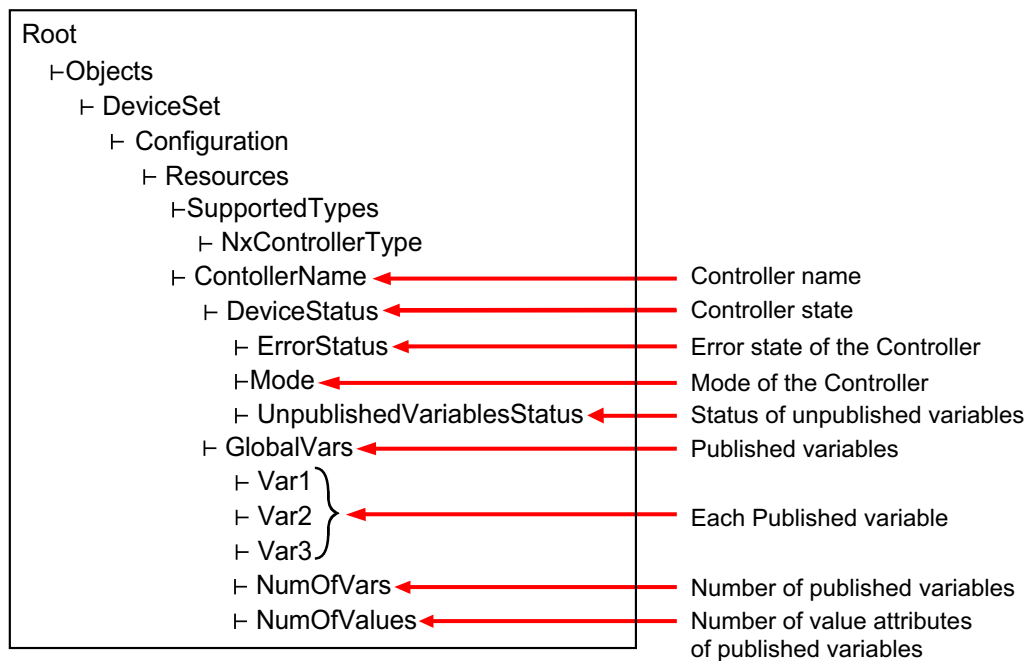 Root
⊢Objects
⊢ DeviceSet
⊢ Configuration
⊢ Resources
⊢SupportedTypes
⊢ NxControllerType
⊢ ContollerName Controller name
⊢ DeviceStatus Controller state
⊢ ErrorStatus Error state of the Controller
⊢Mode Mode of the Controller
⊢ UnpublishedVariablesStatus Status of unpublished variables
⊢ GlobalVars Published variables
⊢ Var1
⊢ Var2 Each Published variable
⊢ Var3
⊢ NumOfVars Number of published variables
⊢ NumOfValues Number of value attributes
of published variables